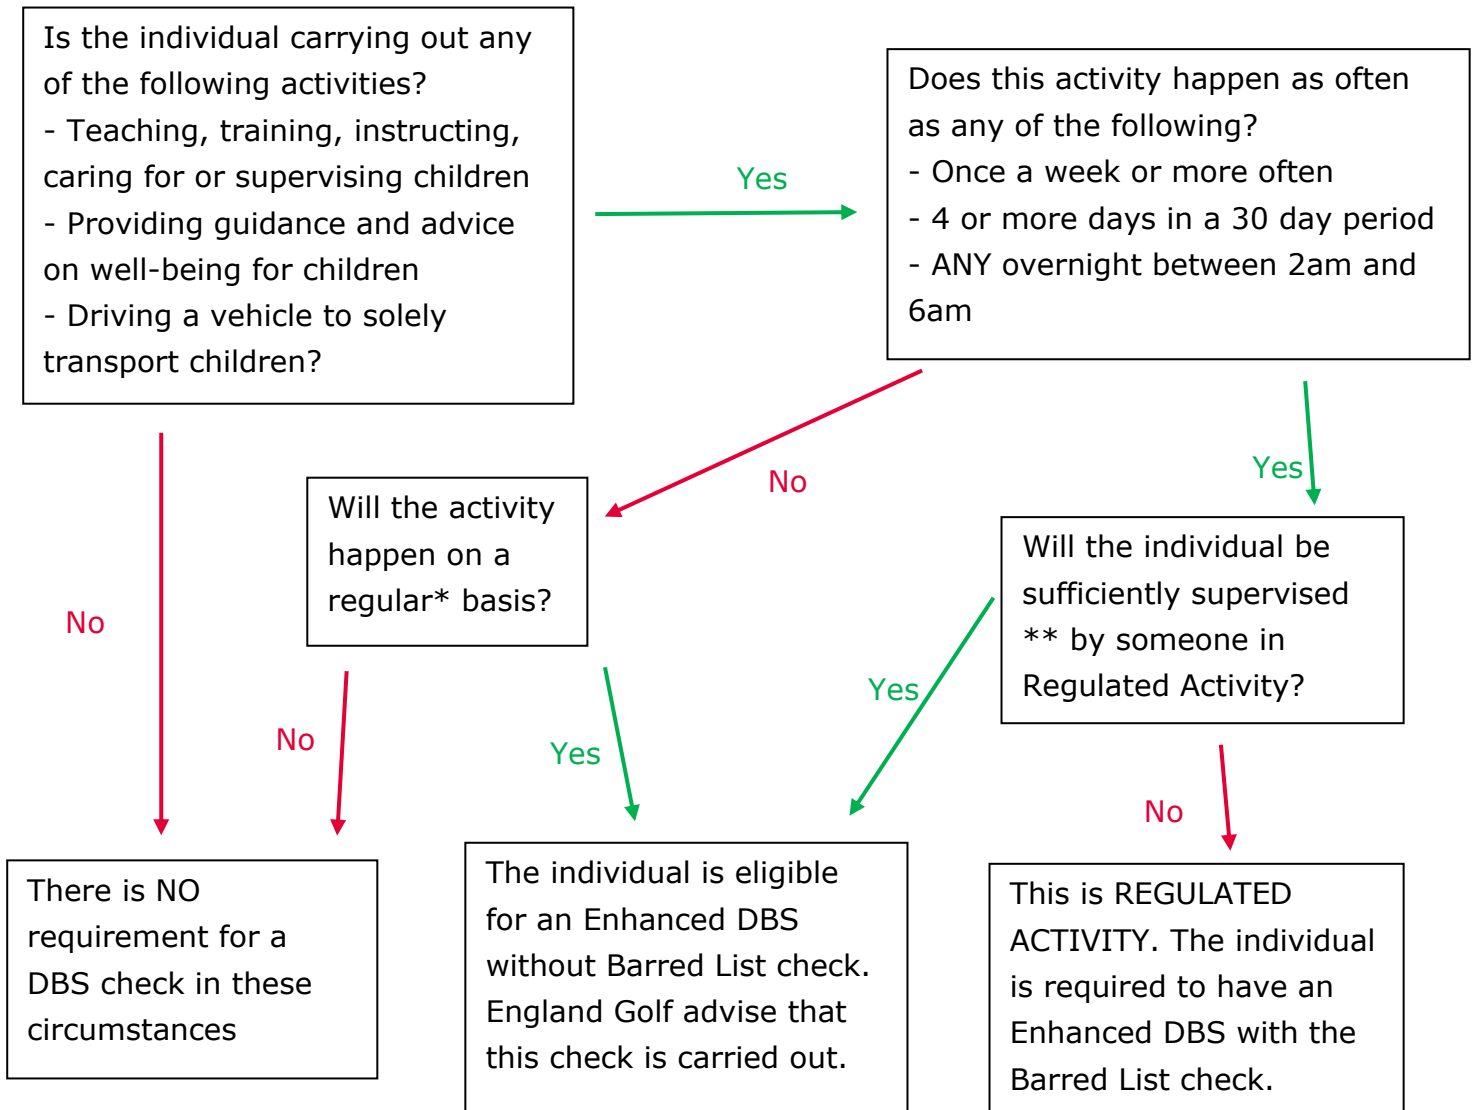 Is the individual carrying out any
of the following activities?
- Teaching, training, instructing,
caring for or supervising children
- Providing guidance and advice
on well-being for children
- Driving a vehicle to solely
transport children?
Yes
Does this activity happen as often
as any of the following?
- Once a week or more often
- 4 or more days in a 30 day period
- ANY overnight between 2am and
6am
No
No
Yes
Will the activity
happen on a
regular* basis?
Will the individual be
sufficiently supervised
** by someone in
Regulated Activity?
No
Yes
Yes
No
There is NO
requirement for a
DBS check in these
circumstances
The individual is eligible
for an Enhanced DBS
without Barred List check.
England Golf advise that
this check is carried out.
This is REGULATED
ACTIVITY. The individual
is required to have an
Enhanced DBS with the
Barred List check.